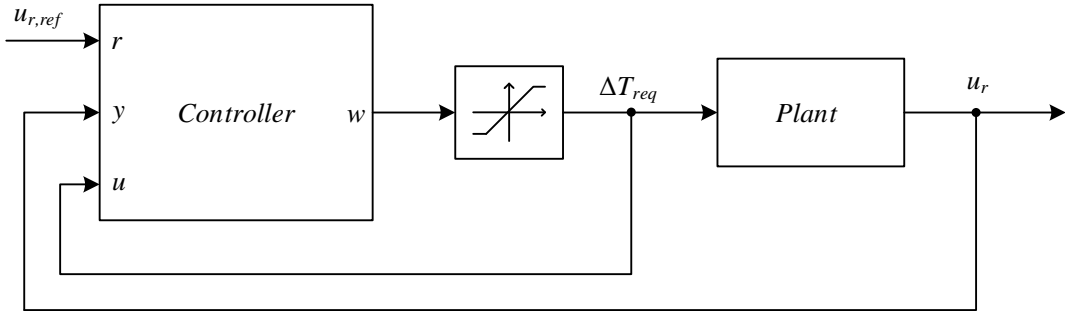 u_{r,ref}
r
y
u
Controller
w
ΔT_{req}
Plant
u_r